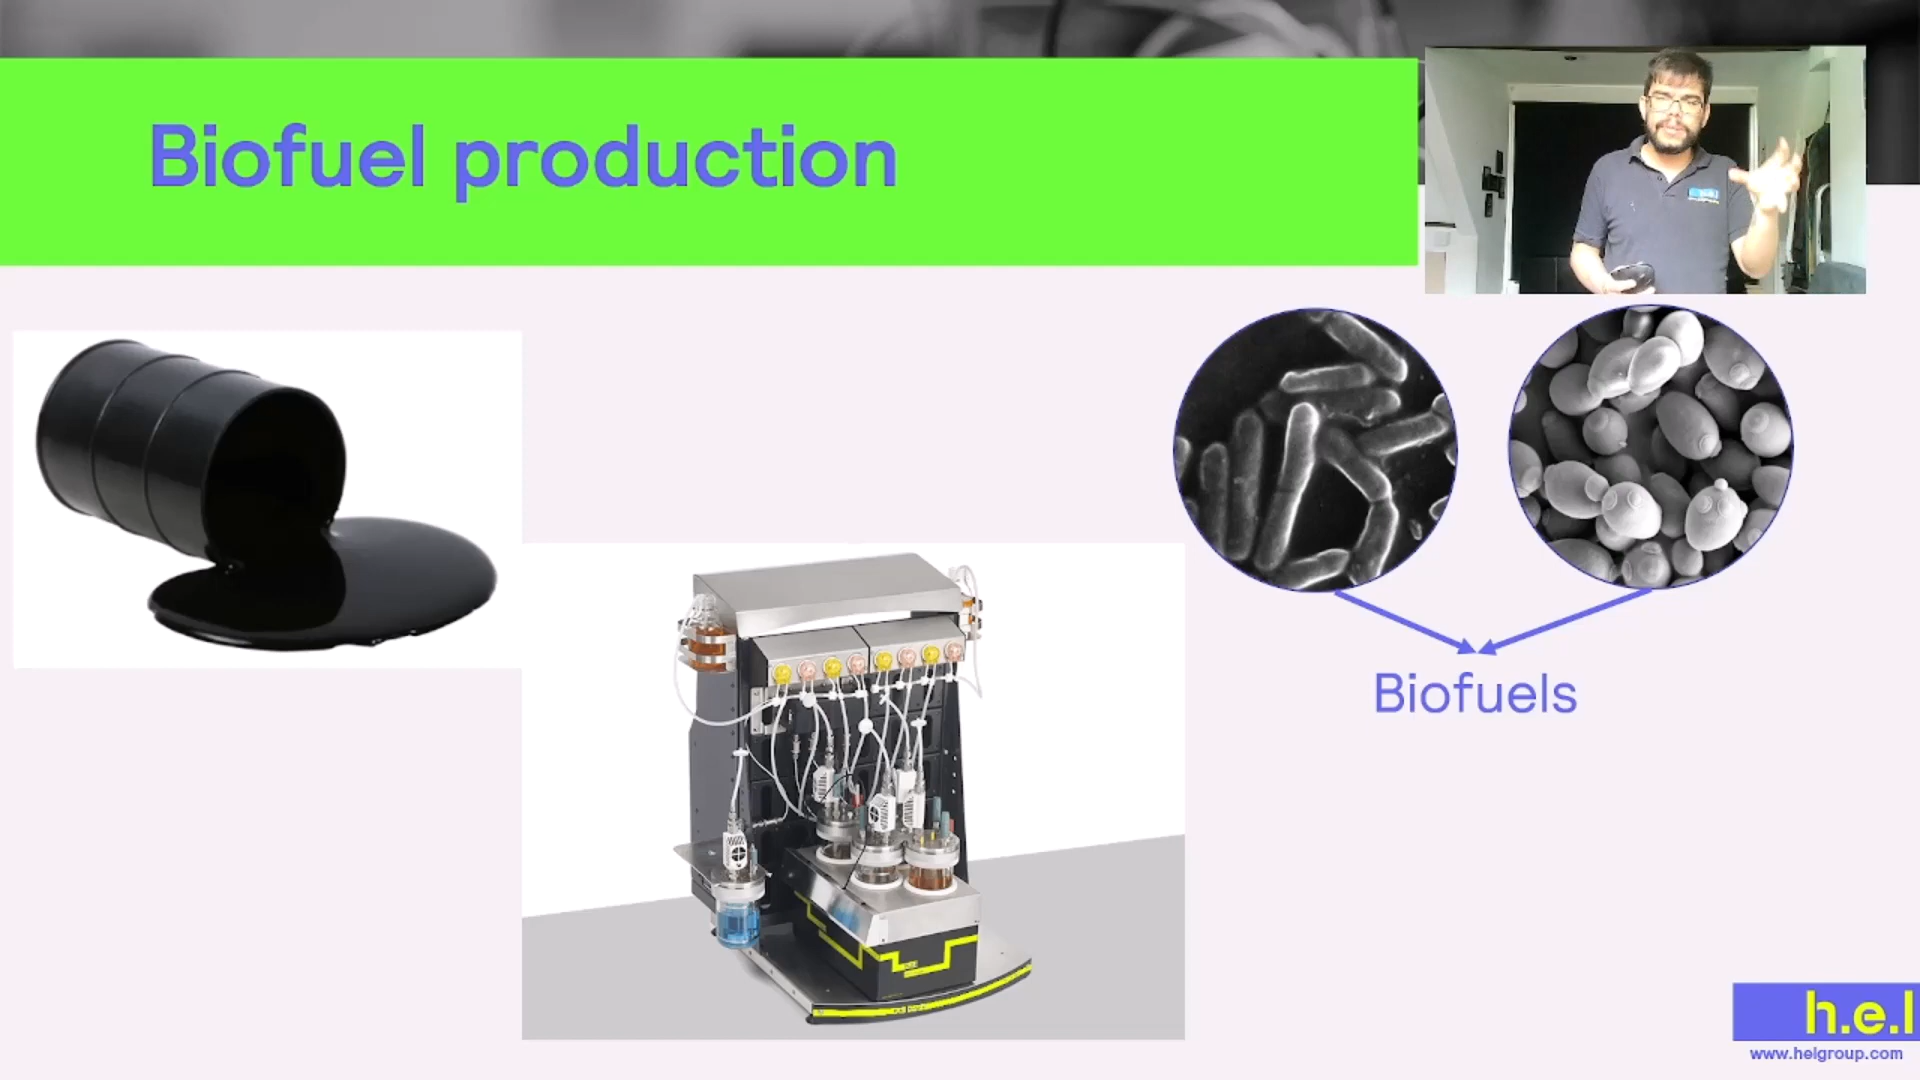 Biofuel production
h.e.l
Biofuels
h.e.l
www.helgroup.com